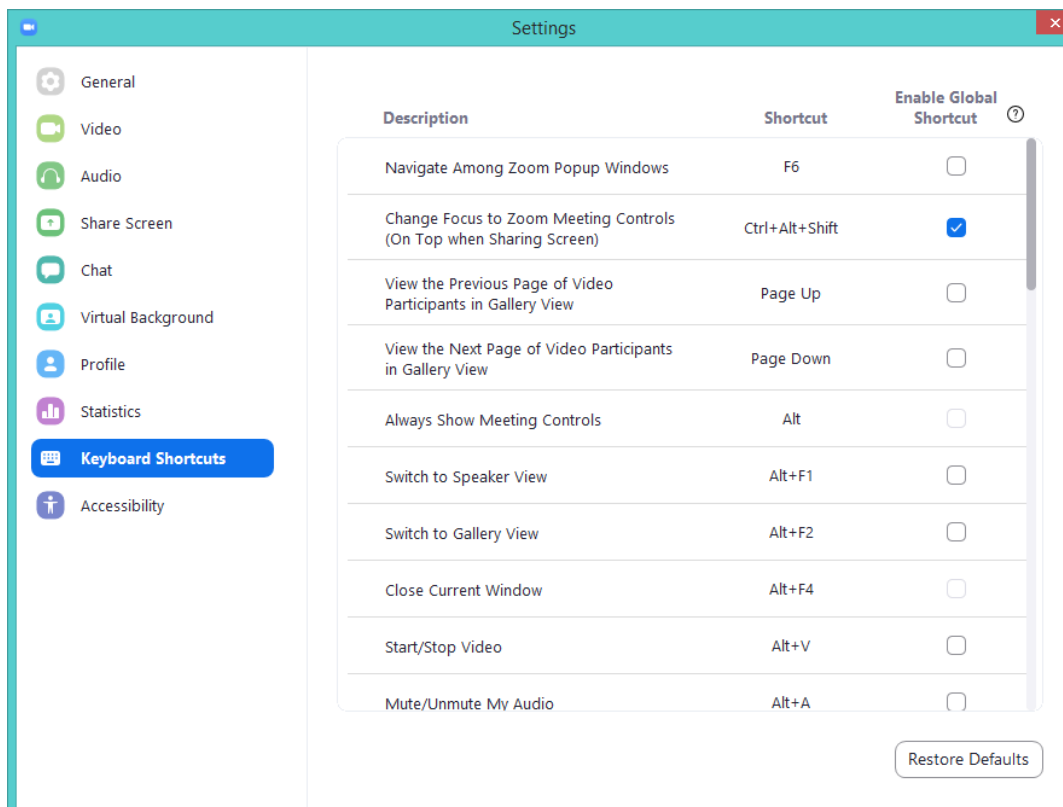 Settings
General
Video
Audio
Share Screen
Chat
Virtual Background
Profile
Statistics
Keyboard Shortcuts
Accessibility
Description Shortcut Enable Global
Shortcut
Navigate Among Zoom Popup Windows F6
Change Focus to Zoom Meeting Controls
(On Top when Sharing Screen) Ctrl+Alt+Shift
View the Previous Page of Video
Participants in Gallery View Page Up
View the Next Page of Video Participants
in Gallery View Page Down
Always Show Meeting Controls Alt
Switch to Speaker View Alt+F1
Switch to Gallery View Alt+F2
Close Current Window Alt+F4
Start/Stop Video Alt+V
Mute/Unmute My Audio Alt+A
Restore Defaults